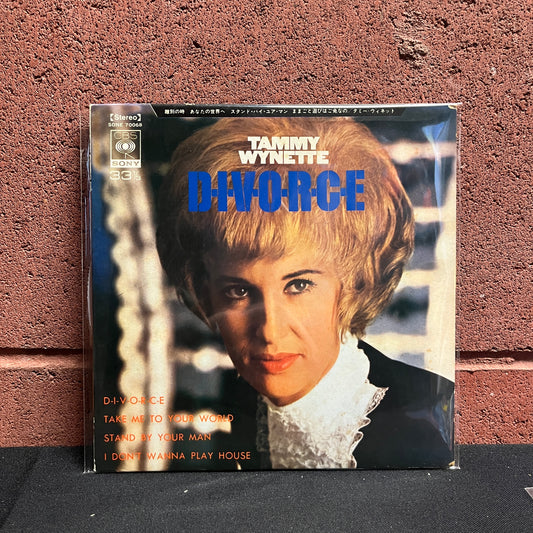 離別の時 あなたの世界へ スタンド・バイ・ユア・マン ままごと遊びはご免なの タミー・ウィネット
【Stereo】
SONE 70068
CBS
SONY
33⅓
TAMMY
WYNETTE
D-I-V-O-R-C-E
D-I-V-O-R-C-E
TAKE ME TO YOUR WORLD
STAND BY YOUR MAN
I DON'T WANNA PLAY HOUSE